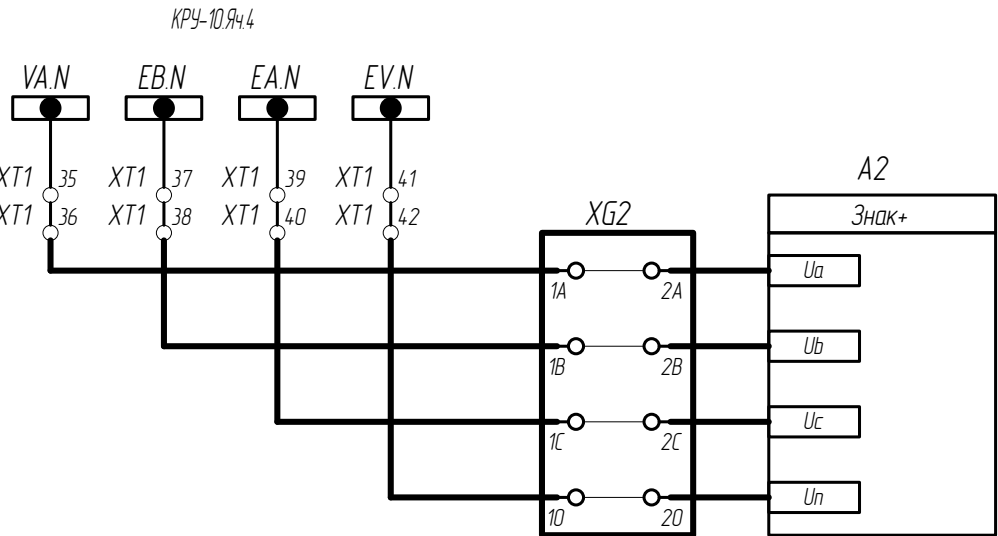 КРУ-10.Яч.4
VA.N EB.N EA.N EV.N
XT1 35 XT1 37 XT1 39 XT1 41
XT1 36 XT1 38 XT1 40 XT1 42
A2
XG2
Знак+
1A 2A Ua
1B 2B Ub
1C 2C Uc
10 20 Un